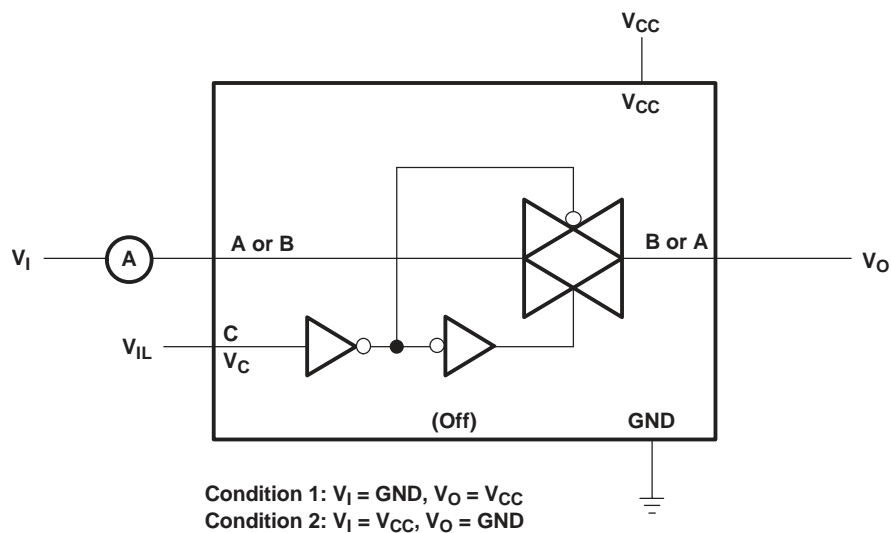 VCC
VCC
VI
A
A or B
B or A
VO
VIL
C
VC
(Off)
GND
Condition 1: VI = GND, VO = VCC
Condition 2: VI = VCC, VO = GND